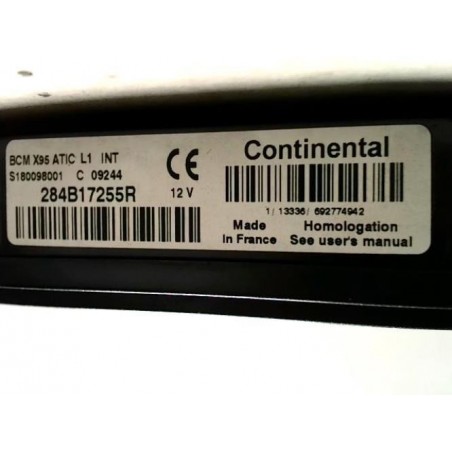 BCM X95 ATIC L1 INT
S180098001 C 09244
284B17255R
CE
12 V
Continental
1/ 13336/ 692774942
Made
In France
Homologation
See user's manual